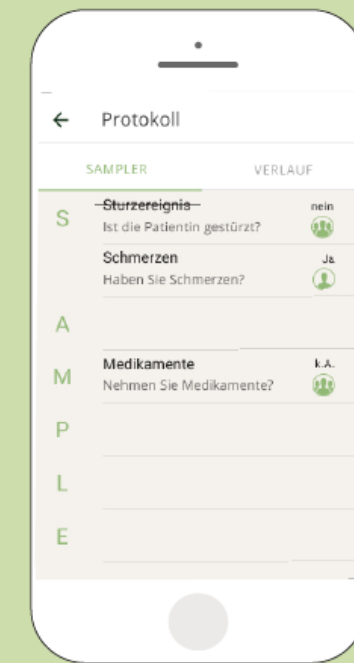 ← Protokoll
SAMPLER VERLAUF
S Sturzereignis nein
Ist die Patientin gestürzt?
Schmerzen Ja
Haben Sie Schmerzen?
A
M Medikamente k.A.
Nehmen Sie Medikamente?
P
L
E